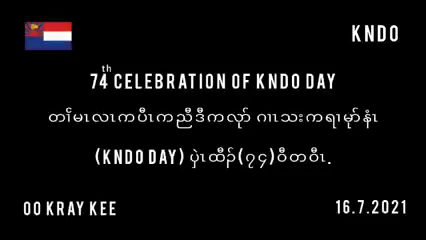 KNDO
74th CELEBRATION OF KNDO DAY
တၢ်မၤလၤကပီၤကညီဒီကလုာ် ဂၢၤသးကရၢမုာ်နံၤ
(KNDO DAY) ပှဲၤထီၣ်(၇၄)ဝီတဝီၤ.
OO KRAY KEE
16.7.2021